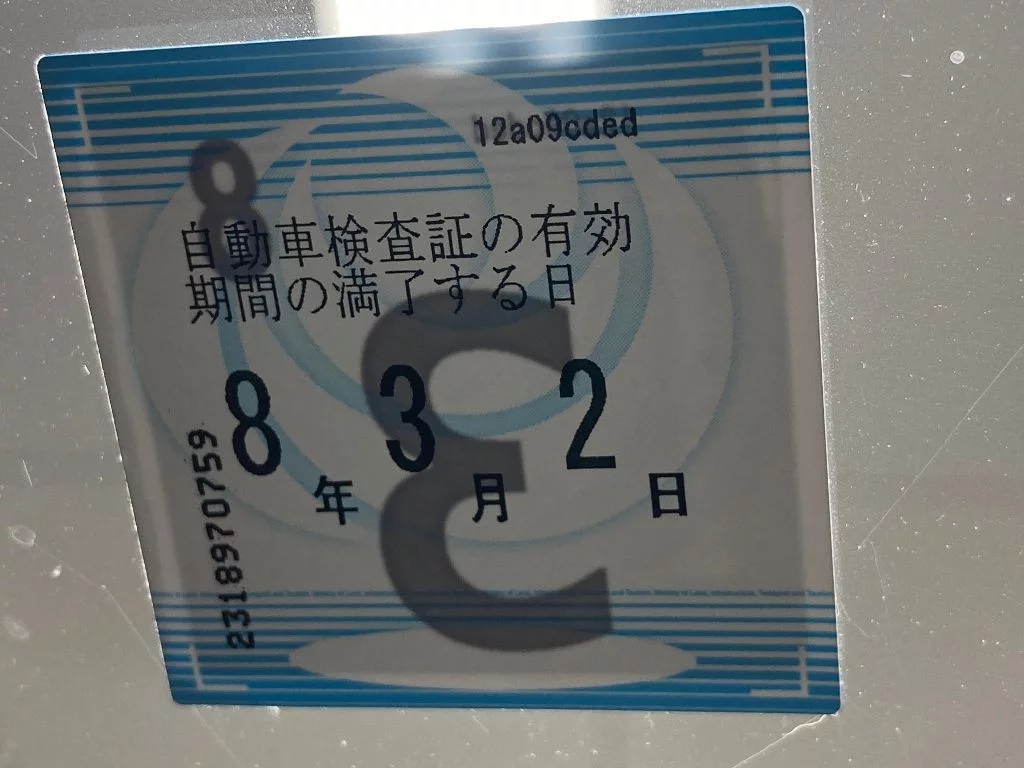 12a09cded
自動車検査証の有効
期間の満了する日
8年 3月 2日
2318970759
8
3